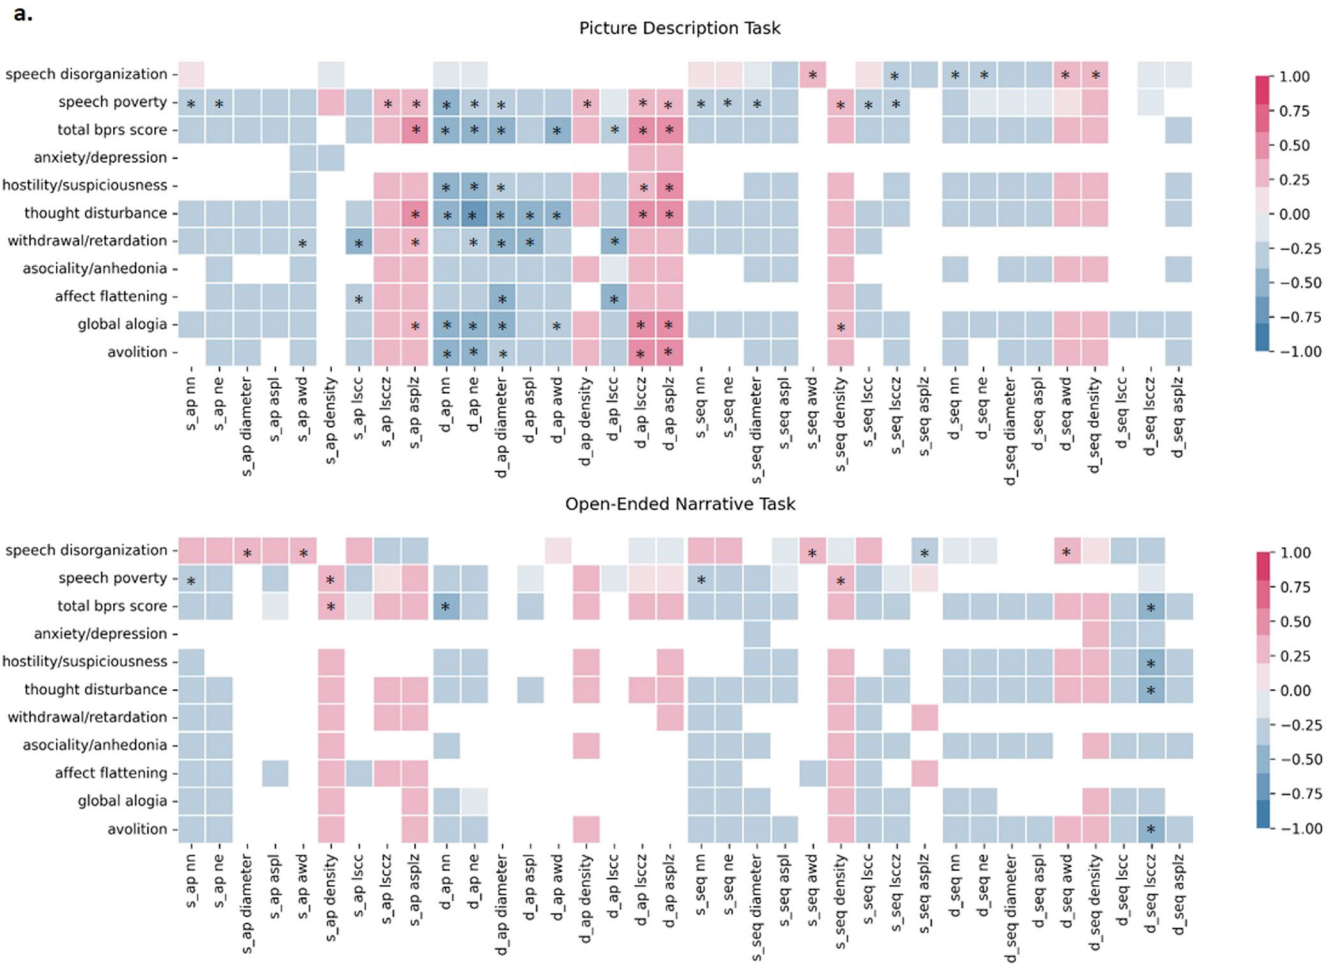 a.
Picture Description Task
speech disorganization
speech poverty
total bprs score
anxiety/depression
hostility/suspiciousness
thought disturbance
withdrawal/retardation
asociality/anhedonia
affect flattening
global alogia
avolition
s_ap nn
s_ap ne
s_ap diameter
s_ap aspl
s_ap awd
s_ap density
s_ap lscc
s_ap lsccz
s_ap asplz
d_ap nn
d_ap ne
d_ap diameter
d_ap aspl
d_ap awd
d_ap density
d_ap lscc
d_ap lsccz
d_ap asplz
s_seq nn
s_seq ne
s_seq diameter
s_seq aspl
s_seq awd
s_seq density
s_seq lscc
s_seq lsccz
s_seq asplz
d_seq nn
d_seq ne
d_seq diameter
d_seq aspl
d_seq awd
d_seq density
d_seq lscc
d_seq lsccz
d_seq asplz
1.00
0.75
0.50
0.25
0.00
−0.25
−0.50
−0.75
−1.00
Open-Ended Narrative Task
speech disorganization
speech poverty
total bprs score
anxiety/depression
hostility/suspiciousness
thought disturbance
withdrawal/retardation
asociality/anhedonia
affect flattening
global alogia
avolition
s_ap nn
s_ap ne
s_ap diameter
s_ap aspl
s_ap awd
s_ap density
s_ap lscc
s_ap lsccz
s_ap asplz
d_ap nn
d_ap ne
d_ap diameter
d_ap aspl
d_ap awd
d_ap density
d_ap lscc
d_ap lsccz
d_ap asplz
s_seq nn
s_seq ne
s_seq diameter
s_seq aspl
s_seq awd
s_seq density
s_seq lscc
s_seq lsccz
s_seq asplz
d_seq nn
d_seq ne
d_seq diameter
d_seq aspl
d_seq awd
d_seq density
d_seq lscc
d_seq lsccz
d_seq asplz
1.00
0.75
0.50
0.25
0.00
−0.25
−0.50
−0.75
−1.00